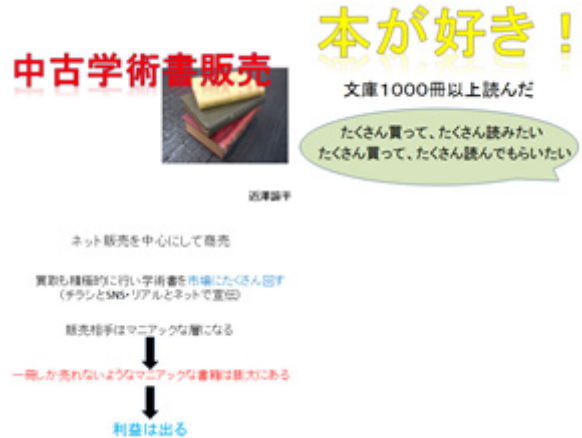 中古学術書販売
本が好き！
文庫1000冊以上読んだ
たくさん買って、たくさん読みたい
たくさん買って、たくさん読んでもらいたい
ネット販売を中心にして商売
買取も積極的に行い学術書を市場にたくさん回す
（チラシとSNS・リアルとネットで宣伝）
販売相手はマニアックな層になる
一冊しか売れないようなマニアックな書籍は膨大にある
利益は出る